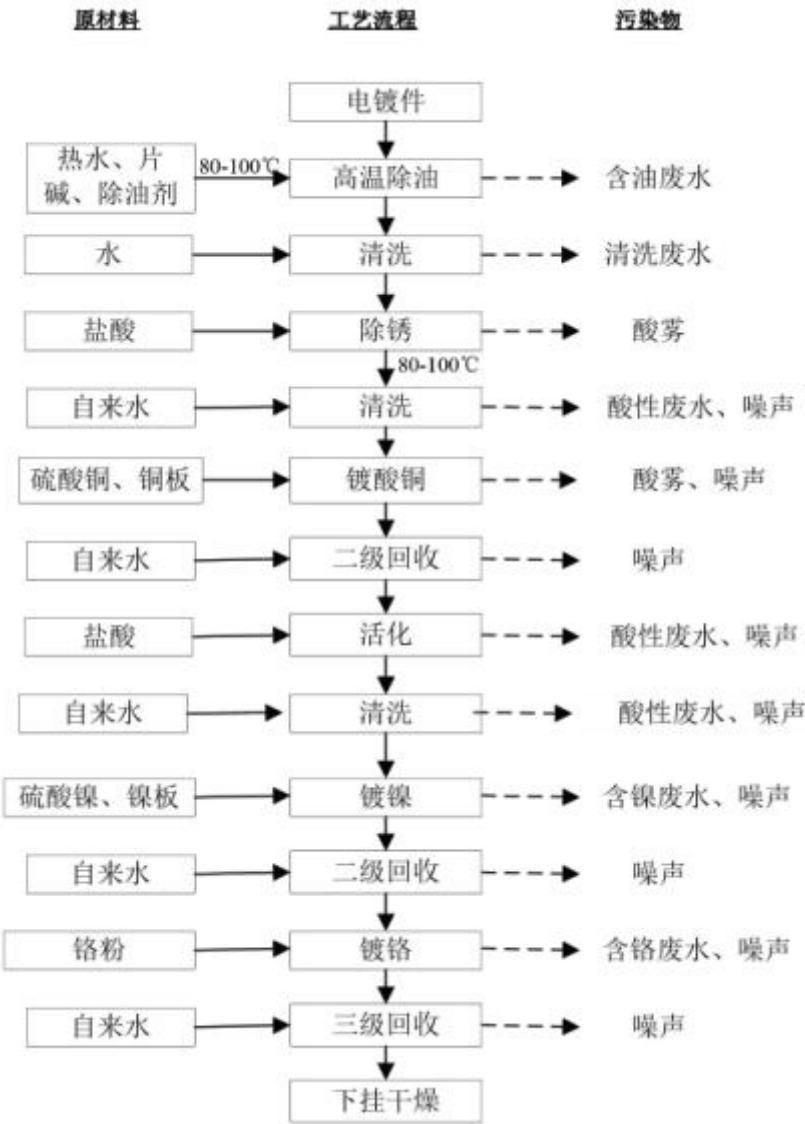 原材料 工艺流程 污染物
电镀件
热水、片
碱、除油剂 80-100℃ 高温除油 含油废水
水 清洗 清洗废水
盐酸 除锈 酸雾
80-100℃
自来水 清洗 酸性废水、噪声
硫酸铜、铜板 镀酸铜 酸雾、噪声
自来水 二级回收 噪声
盐酸 活化 酸性废水、噪声
自来水 清洗 酸性废水、噪声
硫酸镍、镍板 镀镍 含镍废水、噪声
自来水 二级回收 噪声
铬粉 镀铬 含铬废水、噪声
自来水 三级回收 噪声
下挂干燥